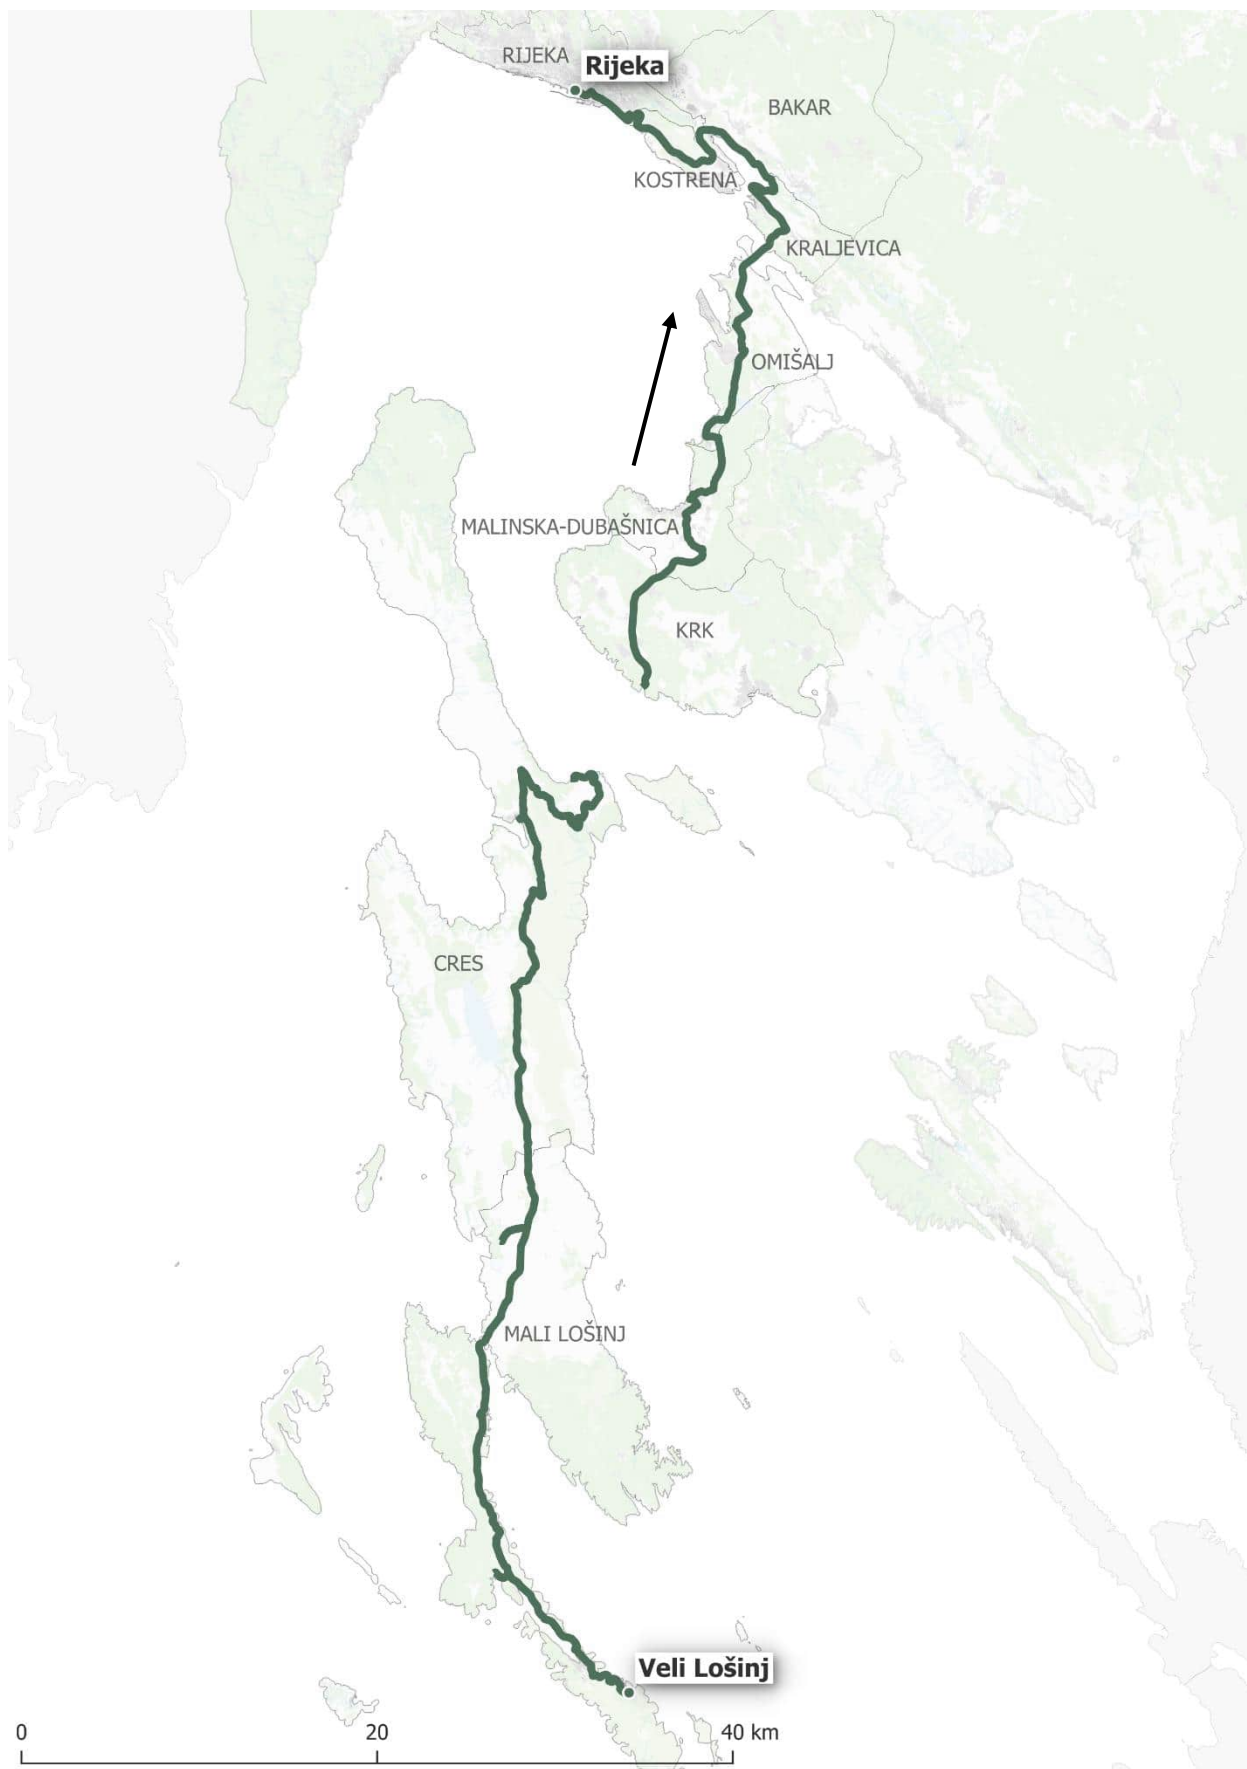 RIJEKA
Rijeka
BAKAR
KOSTRENA
KRALJEVICA
OMIŠALJ
MALINSKA-DUBAŠNICA
KRK
CRES
MALI LOŠINJ
Veli Lošinj
0 20 40 km